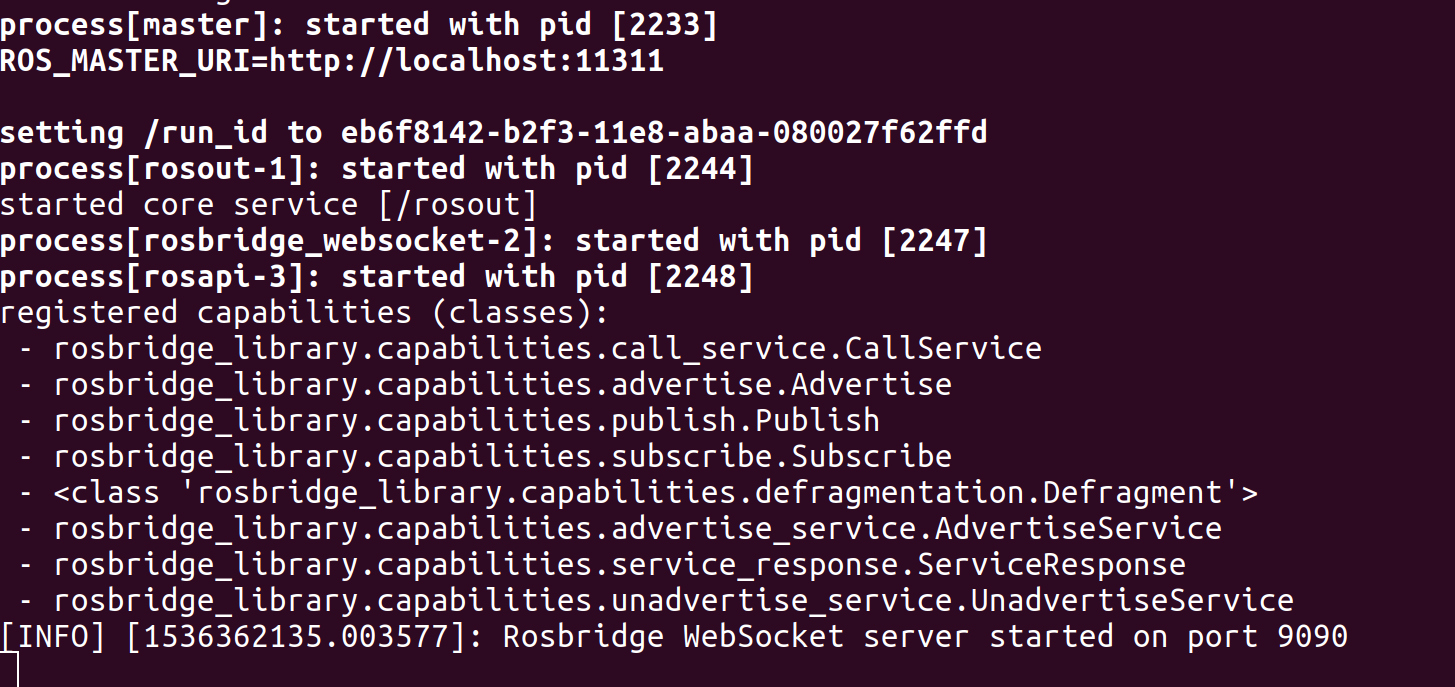 process[master]: started with pid [2233]
ROS_MASTER_URI=http://localhost:11311
setting /run_id to eb6f8142-b2f3-11e8-abaa-080027f62ffd
process[rosout-1]: started with pid [2244]
started core service [/rosout]
process[rosbridge_websocket-2]: started with pid [2247]
process[rosapi-3]: started with pid [2248]
registered capabilities (classes):
 - rosbridge_library.capabilities.call_service.CallService
 - rosbridge_library.capabilities.advertise.Advertise
 - rosbridge_library.capabilities.publish.Publish
 - rosbridge_library.capabilities.subscribe.Subscribe
 - <class 'rosbridge_library.capabilities.defragmentation.Defragment'>
 - rosbridge_library.capabilities.advertise_service.AdvertiseService
 - rosbridge_library.capabilities.service_response.ServiceResponse
 - rosbridge_library.capabilities.unadvertise_service.UnadvertiseService
[INFO] [1536362135.003577]: Rosbridge WebSocket server started on port 9090